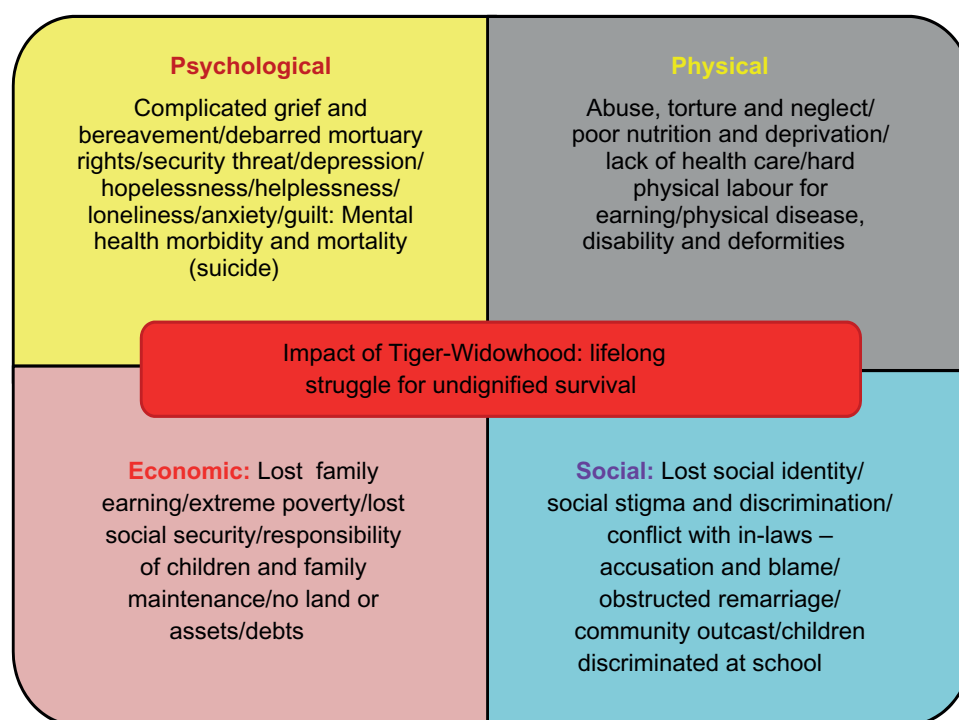 Psychological
Complicated grief and
bereavement/debarred mortuary
rights/security threat/depression/
hopelessness/helplessness/
loneliness/anxiety/guilt: Mental
health morbidity and mortality
(suicide)
Physical
Abuse, torture and neglect/
poor nutrition and deprivation/
lack of health care/hard
physical labour for
earning/physical disease,
disability and deformities
Impact of Tiger-Widowhood: lifelong
struggle for undignified survival
Economic: Lost family
earning/extreme poverty/lost
social security/responsibility
of children and family
maintenance/no land or
assets/debts
Social: Lost social identity/
social stigma and discrimination/
conflict with in-laws –
accusation and blame/
obstructed remarriage/
community outcast/children
discriminated at school